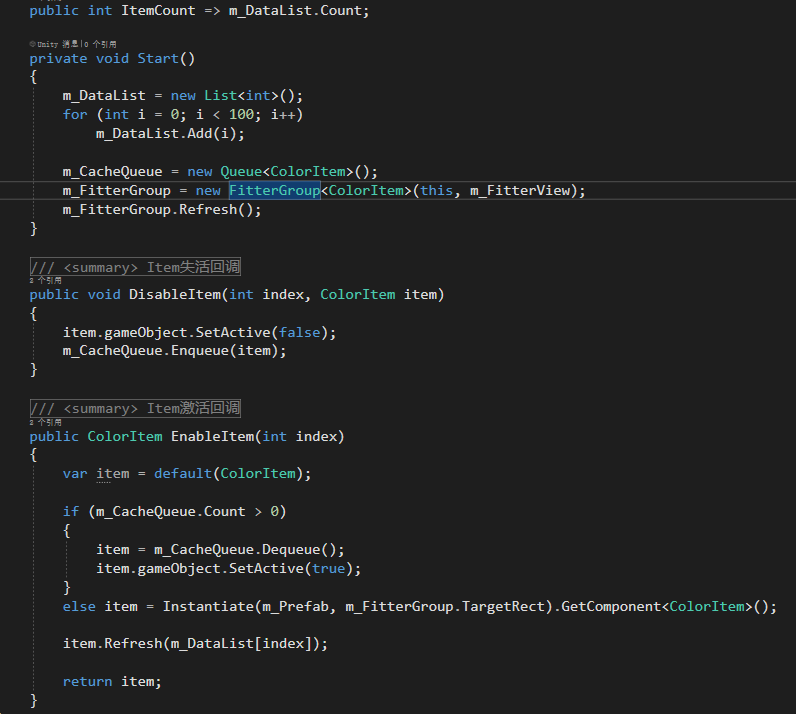 public int ItemCount => m_DataList.Count;
Unity 消息|0 个引用
private void Start()
{
m_DataList = new List<int>();
for (int i = 0; i < 100; i++)
m_DataList.Add(i);
m_CacheQueue = new Queue<ColorItem>();
m_FitterGroup = new FitterGroup<ColorItem>(this, m_FitterView);
m_FitterGroup.Refresh();
}
/// <summary> Item失活回调
2 个引用
public void DisableItem(int index, ColorItem item)
{
item.gameObject.SetActive(false);
m_CacheQueue.Enqueue(item);
}
/// <summary> Item激活回调
2 个引用
public ColorItem EnableItem(int index)
{
var item = default(ColorItem);
if (m_CacheQueue.Count > 0)
{
item = m_CacheQueue.Dequeue();
item.gameObject.SetActive(true);
}
else item = Instantiate(m_Prefab, m_FitterGroup.TargetRect).GetComponent<ColorItem>();
item.Refresh(m_DataList[index]);
return item;
}